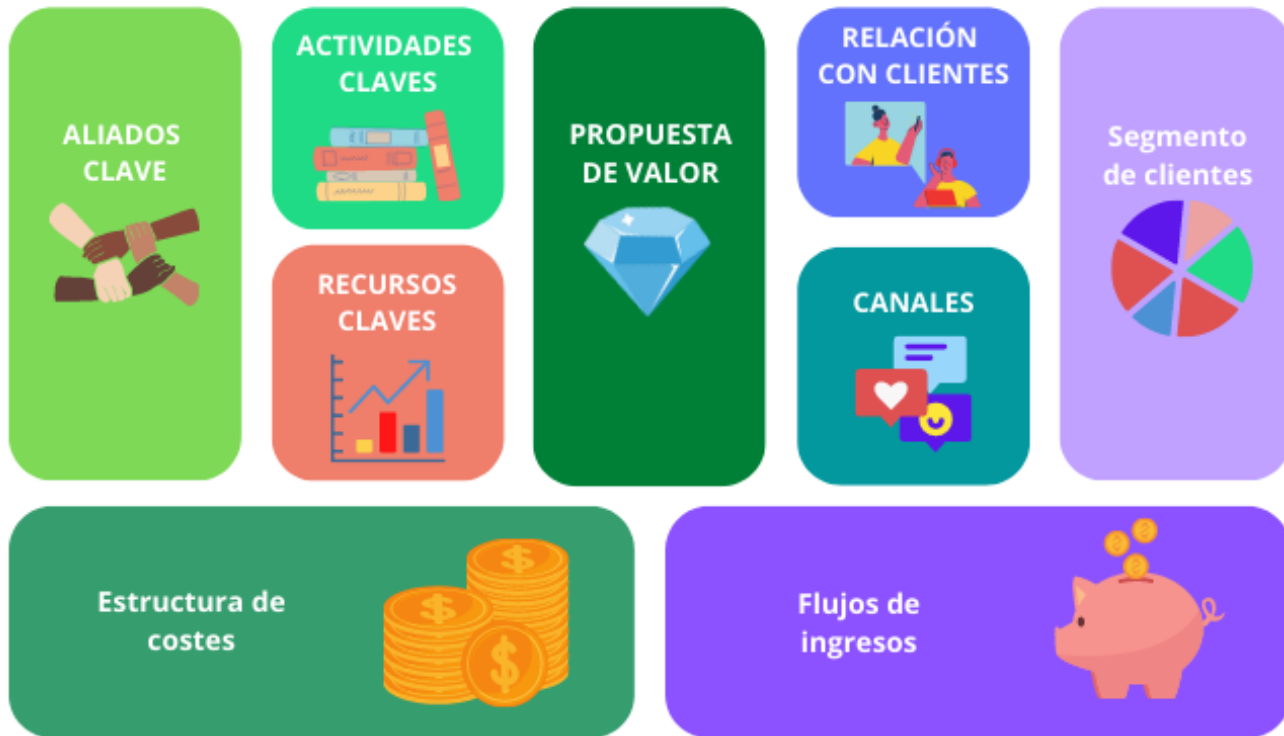 ALIADOS
CLAVE
ACTIVIDADES
CLAVES
RECURSOS
CLAVES
PROPUESTA
DE VALOR
RELACIÓN
CON CLIENTES
CANALES
Segmento
de clientes
Estructura de
costes
Flujos de
ingresos